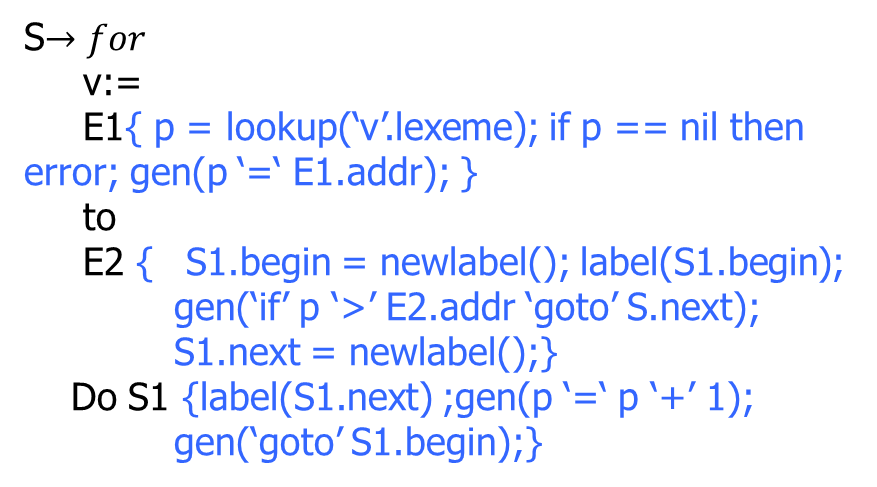 S→ for
v:=
E1{ p = lookup(‘v’.lexeme); if p == nil then
error; gen(p ‘=‘ E1.addr); }
to
E2 {   S1.begin = newlabel(); label(S1.begin);
gen(‘if’ p ‘>’ E2.addr ‘goto’ S.next);
S1.next = newlabel();}
Do S1 {label(S1.next) ;gen(p ‘=‘ p ‘+’ 1);
gen(‘goto’ S1.begin);}